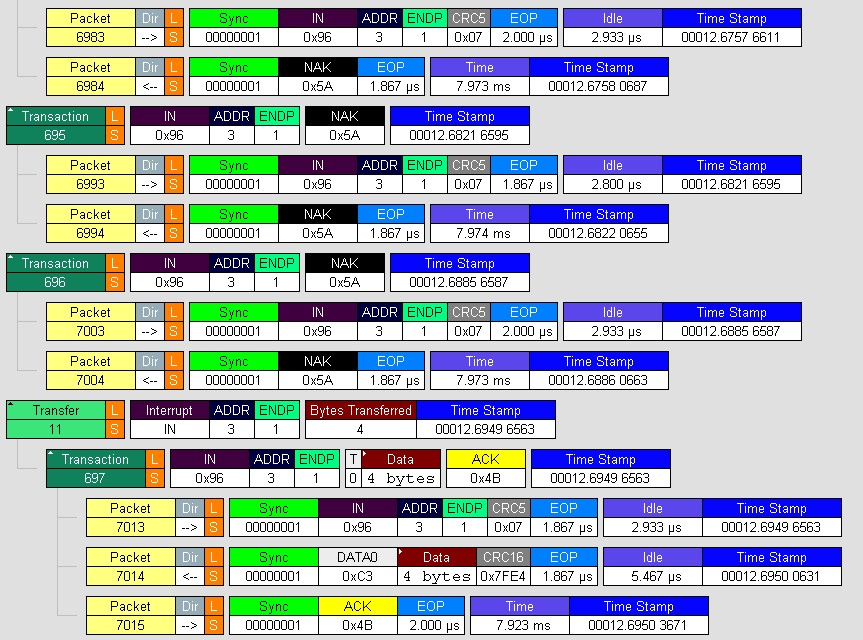 Packet Dir L Sync IN ADDR ENDP CRC5 EOP Idle Time Stamp
6983 --> S 00000001 0x96 3 1 0x07 2.000 µs 2.933 µs 00012.6757 6611
Packet Dir L Sync NAK EOP Time Time Stamp
6984 <-- S 00000001 0x5A 1.867 µs 7.973 ms 00012.6758 0687
Transaction L IN ADDR ENDP NAK Time Stamp
695 S 0x96 3 1 0x5A 00012.6821 6595
Packet Dir L Sync IN ADDR ENDP CRC5 EOP Idle Time Stamp
6993 --> S 00000001 0x96 3 1 0x07 1.867 µs 2.800 µs 00012.6821 6595
Packet Dir L Sync NAK EOP Time Time Stamp
6994 <-- S 00000001 0x5A 1.867 µs 7.974 ms 00012.6822 0655
Transaction L IN ADDR ENDP NAK Time Stamp
696 S 0x96 3 1 0x5A 00012.6885 6587
Packet Dir L Sync IN ADDR ENDP CRC5 EOP Idle Time Stamp
7003 --> S 00000001 0x96 3 1 0x07 2.000 µs 2.933 µs 00012.6885 6587
Packet Dir L Sync NAK EOP Time Time Stamp
7004 <-- S 00000001 0x5A 1.867 µs 7.973 ms 00012.6886 0663
Transfer L Interrupt ADDR ENDP Bytes Transferred Time Stamp
11 S IN 3 1 4 00012.6949 6563
Transaction L IN ADDR ENDP T Data ACK Time Stamp
697 S 0x96 3 1 0 4 bytes 0x4B 00012.6949 6563
Packet Dir L Sync IN ADDR ENDP CRC5 EOP Idle Time Stamp
7013 --> S 00000001 0x96 3 1 0x07 1.867 µs 2.933 µs 00012.6949 6563
Packet Dir L Sync DATA0 Data CRC16 EOP Idle Time Stamp
7014 <-- S 00000001 0xC3 4 bytes 0x7FE4 1.867 µs 5.467 µs 00012.6950 0631
Packet Dir L Sync ACK EOP Time Time Stamp
7015 --> S 00000001 0x4B 2.000 µs 7.923 ms 00012.6950 3671